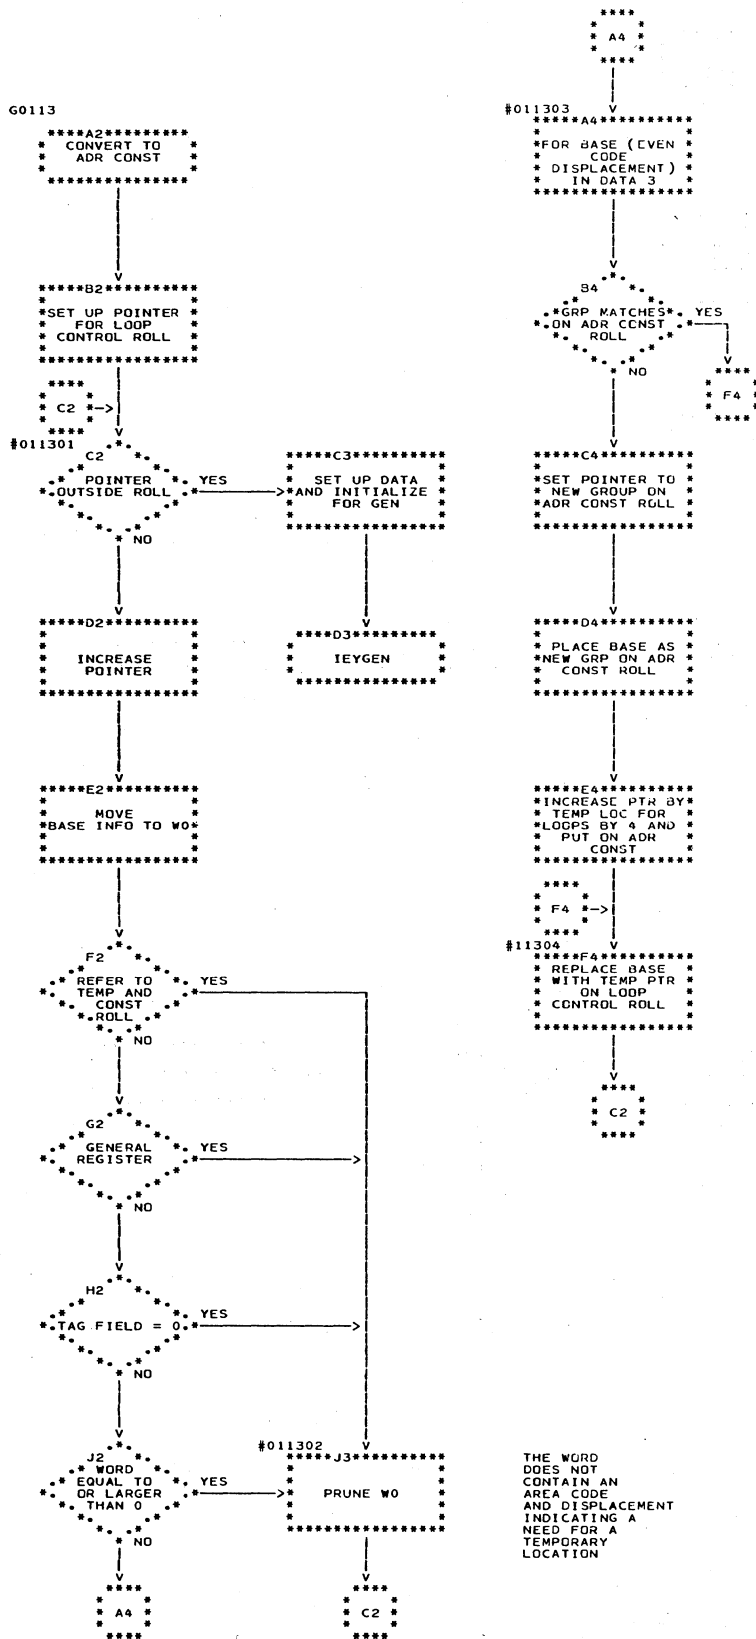 G0113
A2
CONVERT TO
ADR CONST
B2
SET UP POINTER
FOR LOOP
CONTROL ROLL
C2
#011301
C2
POINTER
OUTSIDE ROLL
YES
NO
C3
SET UP DATA
AND INITIALIZE
FOR GEN
D2
INCREASE
POINTER
D3
IEYGEN
E2
MOVE
BASE INFO TO W0
F2
REFER TO
TEMP AND
CONST
ROLL
YES
NO
G2
GENERAL
REGISTER
YES
NO
H2
TAG FIELD = 0
YES
NO
J2
WORD
EQUAL TO
OR LARGER
THAN 0
YES
NO
#011302
J3
PRUNE W0
A4
C2
A4
#011303
A4
FOR BASE (EVEN
CODE
DISPLACEMENT)
IN DATA 3
B4
GRP MATCHES
ON ADR CONST
ROLL
YES
NO
F4
C4
SET POINTER TO
NEW GROUP ON
ADR CONST ROLL
D4
PLACE BASE AS
NEW GRP ON ADR
CONST ROLL
E4
INCREASE PTR BY
TEMP LOC FOR
LOOPS BY 4 AND
PUT ON ADR
CONST
F4
#11304
F4
REPLACE BASE
WITH TEMP PTR
ON LOOP
CONTROL ROLL
C2
THE WORD
DOES NOT
CONTAIN AN
AREA CODE
AND DISPLACEMENT
INDICATING A
NEED FOR A
TEMPORARY
LOCATION